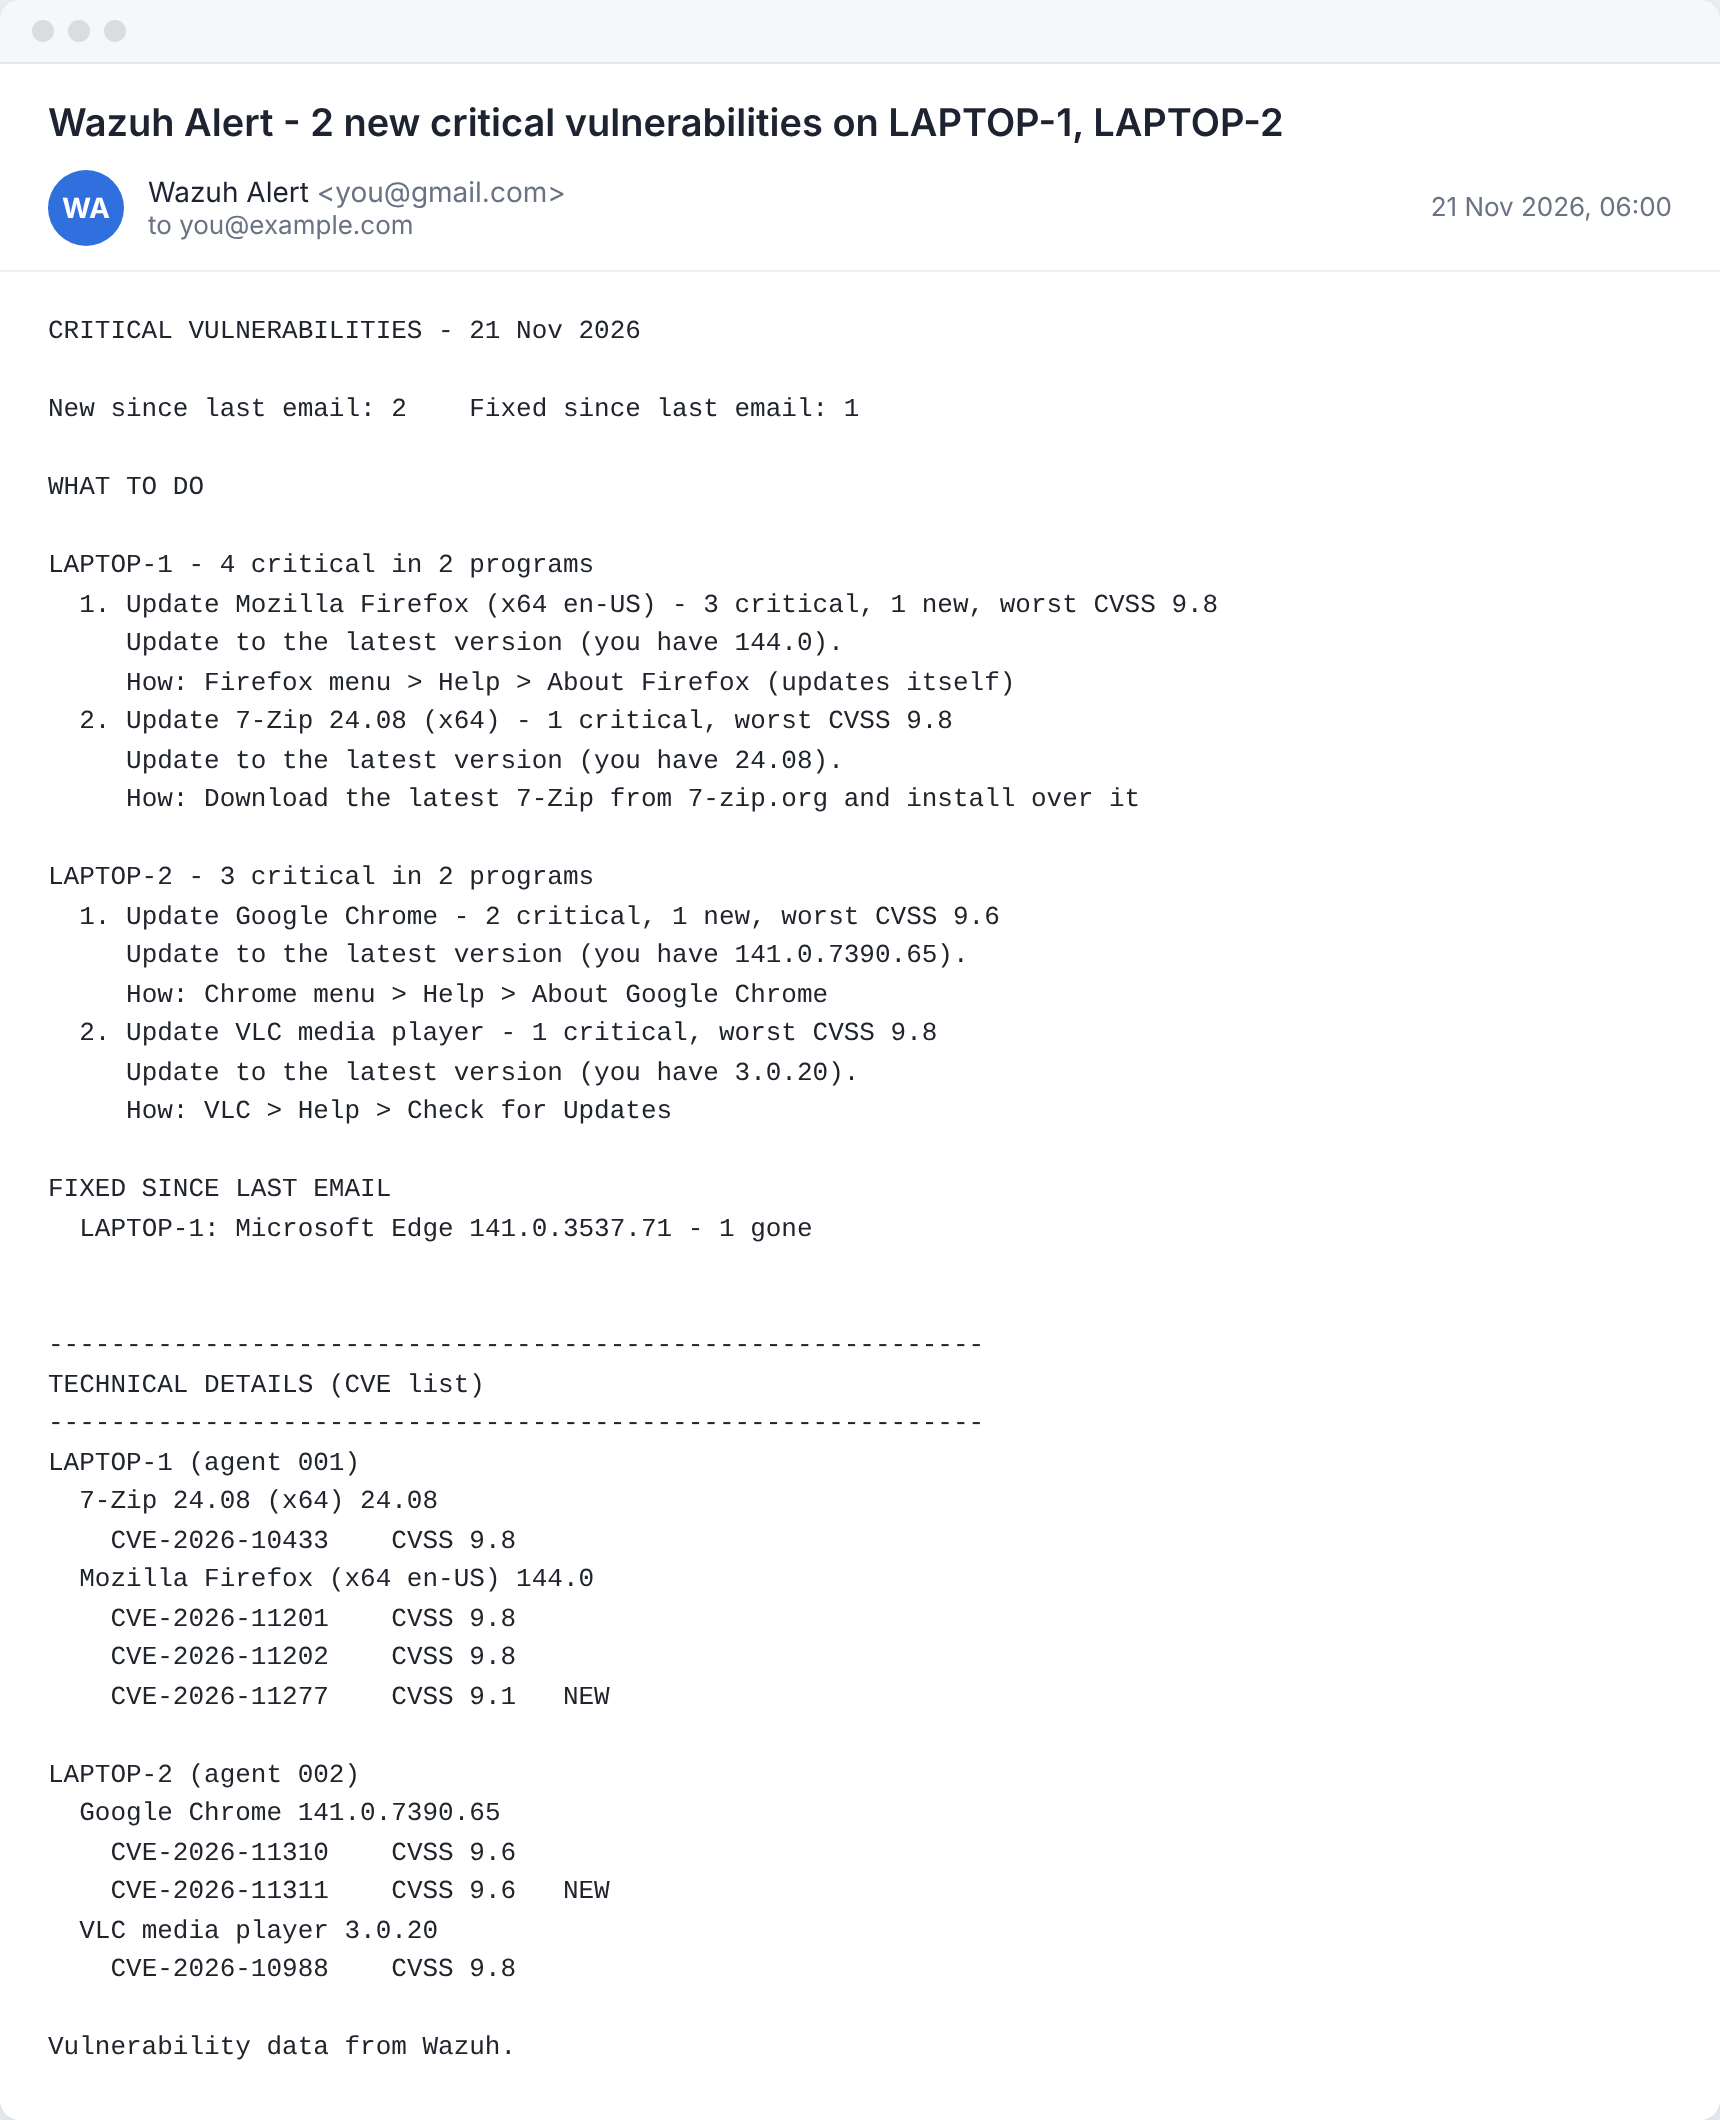 Wazuh Alert - 2 new critical vulnerabilities on LAPTOP-1, LAPTOP-2
WA
Wazuh Alert <you@gmail.com>
to you@example.com
21 Nov 2026, 06:00
CRITICAL VULNERABILITIES - 21 Nov 2026
New since last email: 2    Fixed since last email: 1
WHAT TO DO
LAPTOP-1 - 4 critical in 2 programs
1. Update Mozilla Firefox (x64 en-US) - 3 critical, 1 new, worst CVSS 9.8
Update to the latest version (you have 144.0).
How: Firefox menu > Help > About Firefox (updates itself)
2. Update 7-Zip 24.08 (x64) - 1 critical, worst CVSS 9.8
Update to the latest version (you have 24.08).
How: Download the latest 7-Zip from 7-zip.org and install over it
LAPTOP-2 - 3 critical in 2 programs
1. Update Google Chrome - 2 critical, 1 new, worst CVSS 9.6
Update to the latest version (you have 141.0.7390.65).
How: Chrome menu > Help > About Google Chrome
2. Update VLC media player - 1 critical, worst CVSS 9.8
Update to the latest version (you have 3.0.20).
How: VLC > Help > Check for Updates
FIXED SINCE LAST EMAIL
LAPTOP-1: Microsoft Edge 141.0.3537.71 - 1 gone
------------------------------------------------------------
TECHNICAL DETAILS (CVE list)
------------------------------------------------------------
LAPTOP-1 (agent 001)
7-Zip 24.08 (x64) 24.08
CVE-2026-10433    CVSS 9.8
Mozilla Firefox (x64 en-US) 144.0
CVE-2026-11201    CVSS 9.8
CVE-2026-11202    CVSS 9.8
CVE-2026-11277    CVSS 9.1   NEW
LAPTOP-2 (agent 002)
Google Chrome 141.0.7390.65
CVE-2026-11310    CVSS 9.6
CVE-2026-11311    CVSS 9.6   NEW
VLC media player 3.0.20
CVE-2026-10988    CVSS 9.8
Vulnerability data from Wazuh.